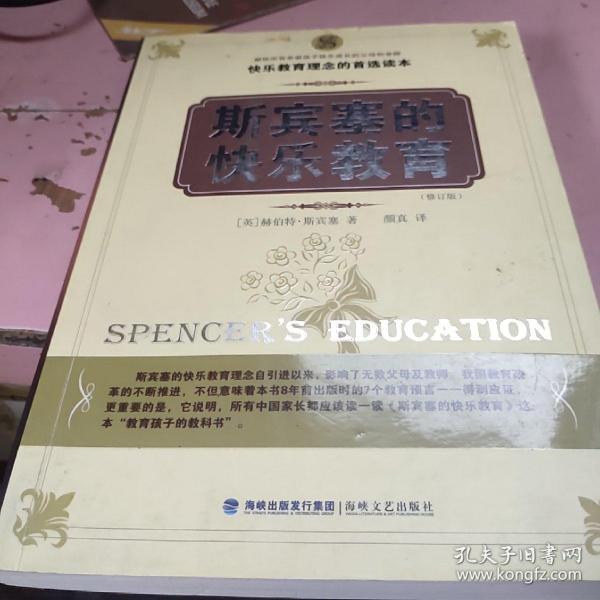 快乐教育理念的首选读本
斯宾塞的
快乐教育
(修订版)
[英]赫伯特·斯宾塞 著 颜真 译
SPENCER'S EDUCATION
斯宾塞的快乐教育理念自引进以来，影响了无数父母及教师。我国教育改
革的不断推进，不但意味着本书8年前出版时的7个教育预言——得到应证，
更重要的是，它说明，所有中国家长都应该读一读《斯宾塞的快乐教育》这
本“教育孩子的教科书”。
海峡出版发行集团 海峡文艺出版社
THE STRAITS PUBLISHING & DISTRIBUTING GROUP
孔夫子旧书网
www.kongfz.com